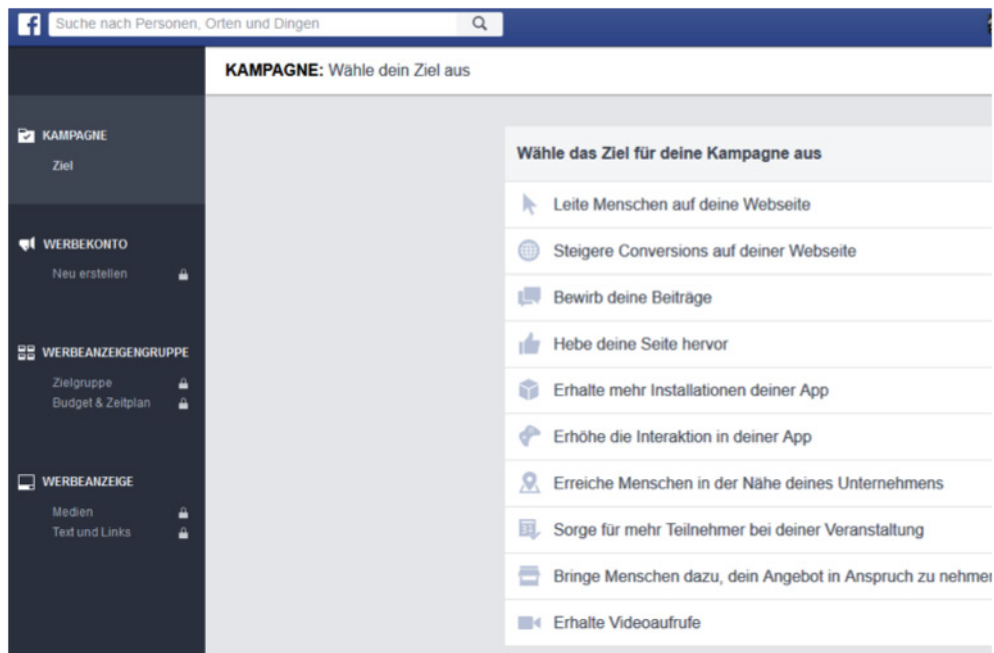 f Suche nach Personen, Orten und Dingen
KAMPAGNE: Wähle dein Ziel aus
KAMPAGNE
Ziel
WERBEKONTO
Neu erstellen
WERBEANZEIGENGRUPPE
Zielgruppe
Budget & Zeitplan
WERBEANZEIGE
Medien
Text und Links
Wähle das Ziel für deine Kampagne aus
Leite Menschen auf deine Webseite
Steigere Conversions auf deiner Webseite
Bewirb deine Beiträge
Hebe deine Seite hervor
Erhalte mehr Installationen deiner App
Erhöhe die Interaktion in deiner App
Erreiche Menschen in der Nähe deines Unternehmens
Sorge für mehr Teilnehmer bei deiner Veranstaltung
Bringe Menschen dazu, dein Angebot in Anspruch zu nehmen
Erhalte Videoaufrufe